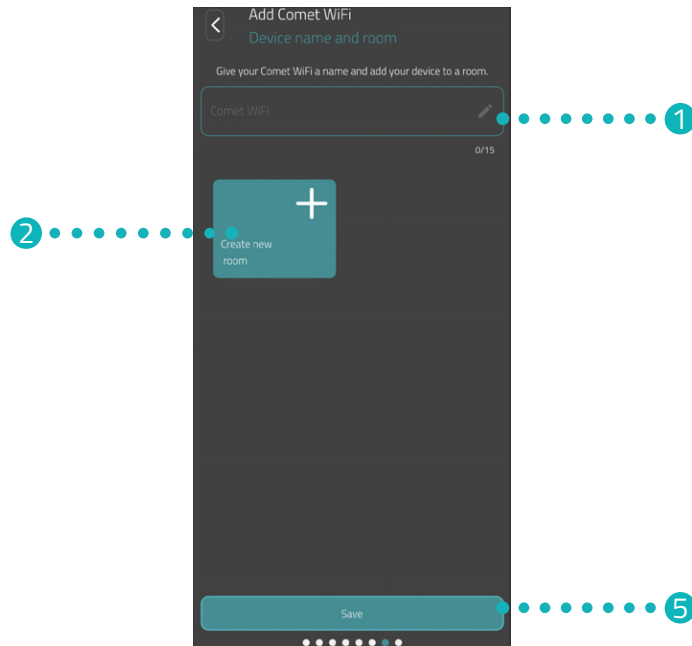 Add Comet WiFi
Device name and room
Give your Comet WiFi a name and add your device to a room.
Comet WiFi
1
0/15
2
Create new
room
Save
5